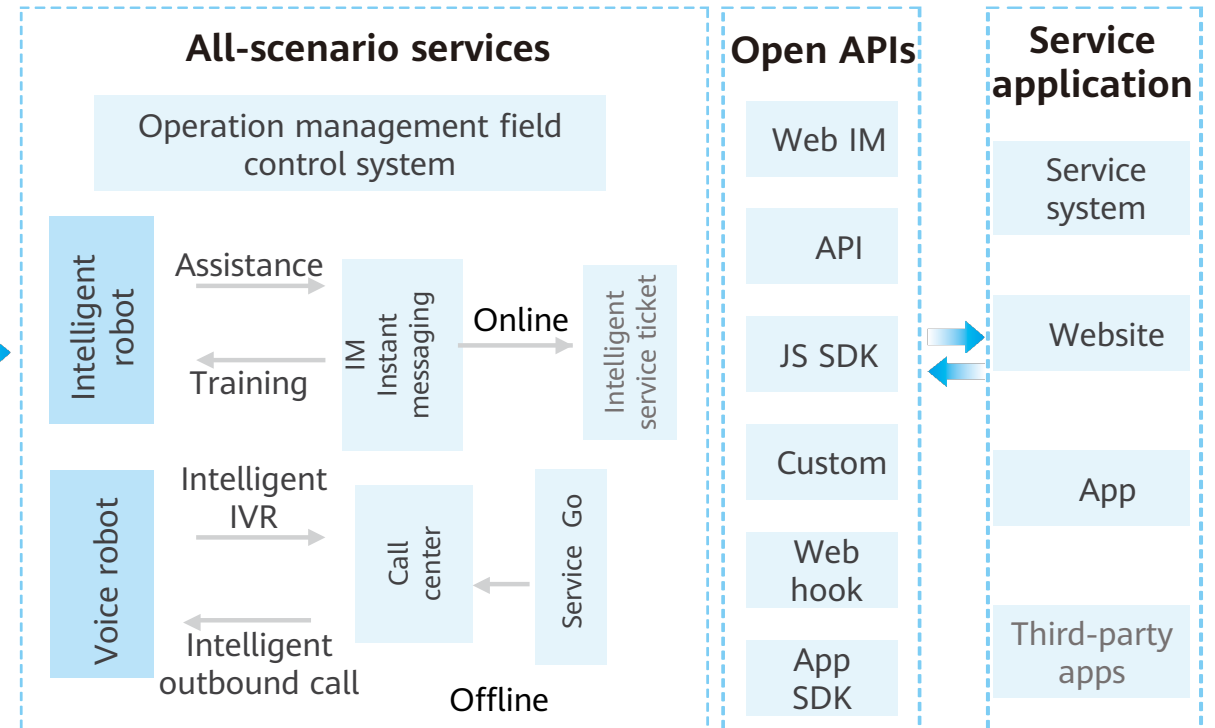 All-scenario services
Operation management field
control system
Intelligent
robot
Assistance
Training
IM
Instant
messaging
Online
Intelligent
service ticket
Voice robot
Intelligent
IVR
Intelligent
outbound call
Call
center
Service Go
Offline
Open APIs
Web IM
API
JS SDK
Custom
Web
hook
App
SDK
Service
application
Service
system
Website
App
Third-party
apps